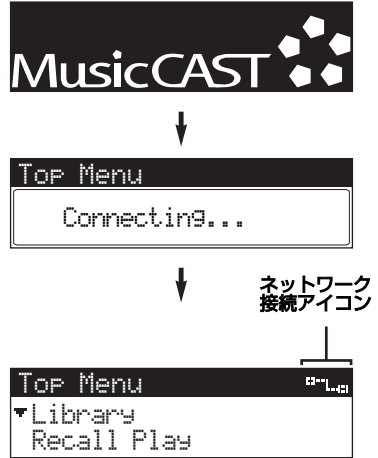 MusicCAST
Top Menu
Connecting...
ネットワーク
接続アイコン
Top Menu
Library
Recall Play